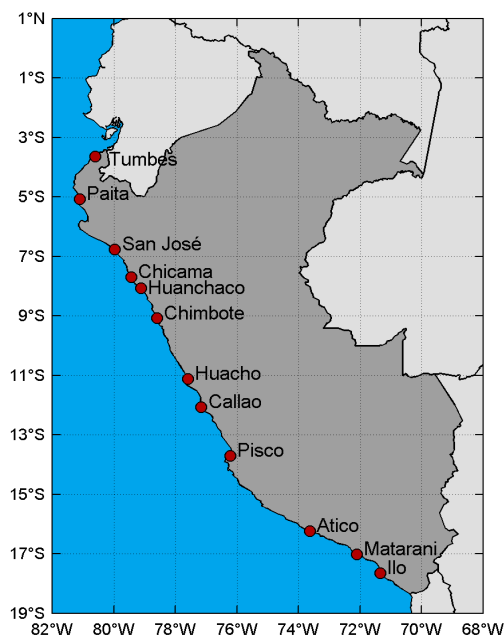 1°N
1°S
3°S
Tumbes
5°S
Paita
7°S
San José
Chicama
Huanchaco
9°S
Chimbote
11°S
Huacho
Callao
13°S
Pisco
15°S
Atico
17°S
Matarani
Ilo
19°S
82°W 80°W 78°W 76°W 74°W 72°W 70°W 68°W